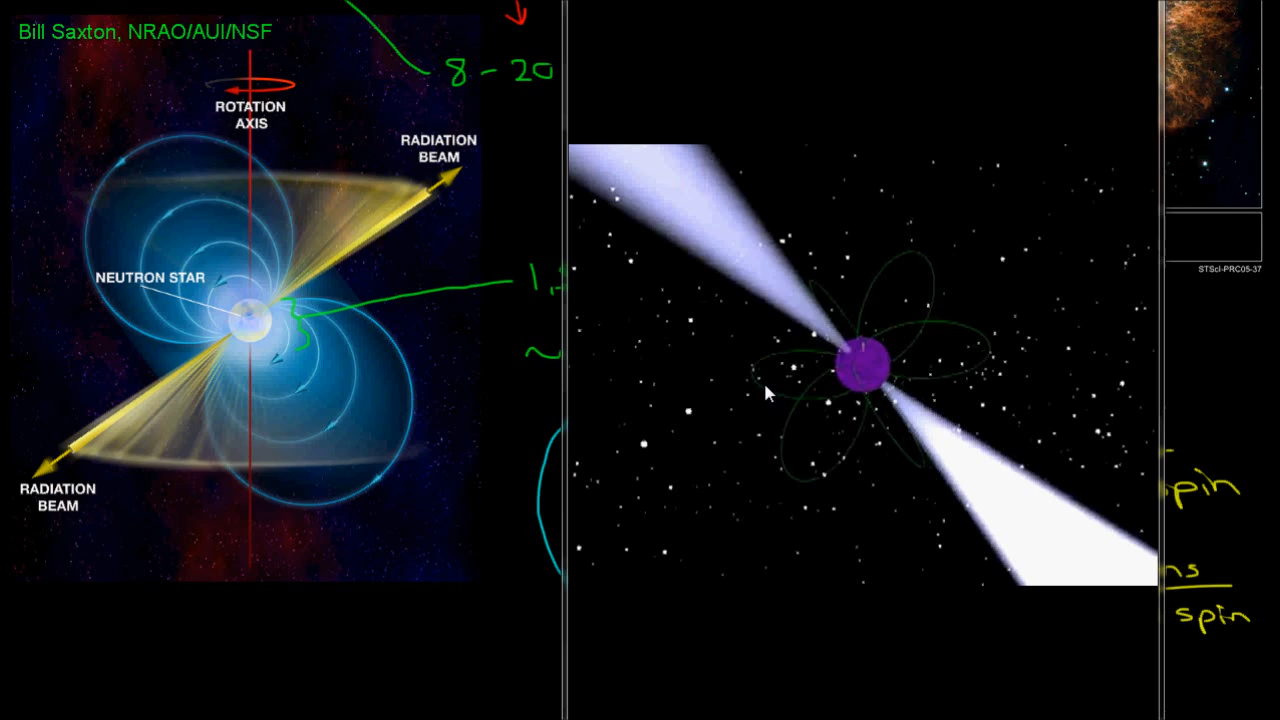 Bill Saxton, NRAO/AUI/NSF
8 - 20
ROTATION
AXIS
RADIATION
BEAM
NEUTRON STAR
RADIATION
BEAM
STScI-PRC05-37
spin